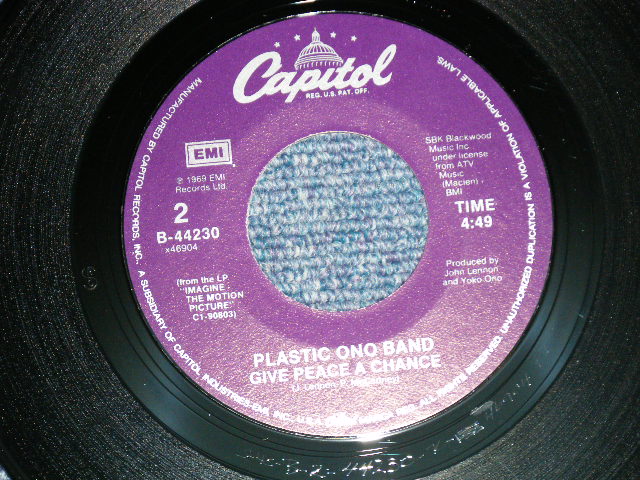 Capitol
REG. U.S. PAT. OFF.
MANUFACTURED BY CAPITOL RECORDS, INC., A SUBSIDIARY OF CAPITOL INDUSTRIES-EMI, INC.
ALL RIGHTS RESERVED. UNAUTHORIZED DUPLICATION IS A VIOLATION OF APPLICABLE LAWS.
EMI
℗ 1969 EMI
Records Ltd.
2
B-44230
x46904
(from the LP
"IMAGINE:
THE MOTION
PICTURE"
C1-90803)
SBK Blackwood
Music Inc.
under license
from ATV
Music
(Maclen) -
BMI
TIME
4:49
Produced by
John Lennon
and Yoko Ono
PLASTIC ONO BAND
GIVE PEACE A CHANCE